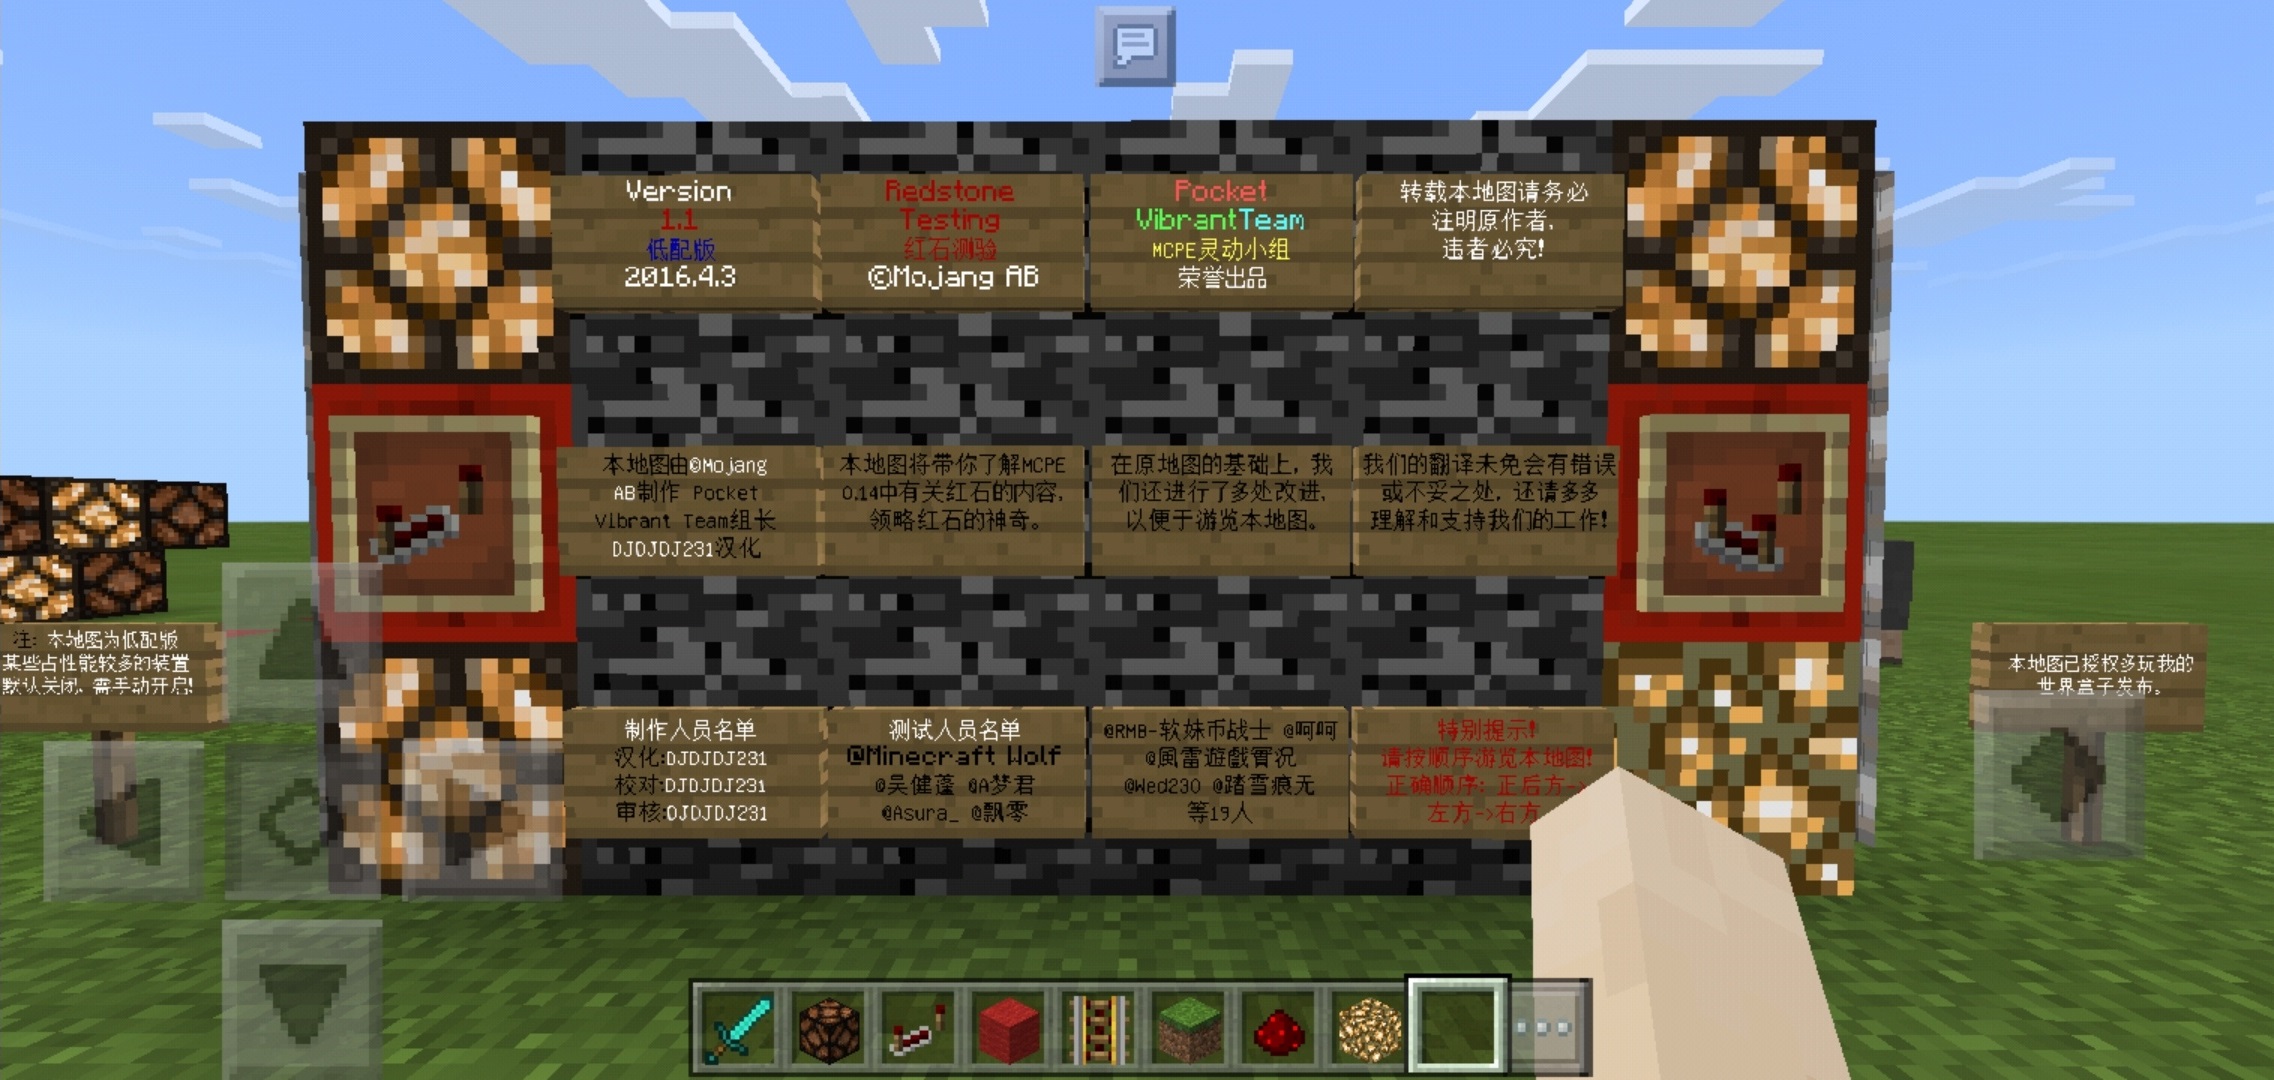 Version
1.1
低配版
2016.4.3
Redstone
Testing
红石测验
©Mojang AB
Pocket
VibrantTeam
MCPE灵动小组
荣誉出品
转载本地图请务必
注明原作者,
违者必究!
本地图由©Mojang
AB制作 Pocket
Vibrant Team组长
DJDJDJ231汉化
本地图将带你了解MCPE
0.14中有关红石的内容,
领略红石的神奇。
在原地图的基础上, 我
们还进行了多处改进,
以便于游览本地图。
我们的翻译未免会有错误
或不妥之处, 还请多多
理解和支持我们的工作!
注: 本地图为低配版
某些占性能较多的装置
默认关闭, 需手动开启!
本地图已授权多玩我的
世界盒子发布。
制作人员名单
汉化:DJDJDJ231
校对:DJDJDJ231
审核:DJDJDJ231
测试人员名单
@Minecraft Wolf
@吴健蓬 @A梦君
@Asura_ @飘零
@RMB-软妹币战士 @呵呵
@風雷遊戲實況
@Wed230 @踏雪痕无
等19人
特别提示!
请按顺序游览本地图!
正确顺序: 正后方->
左方->右方